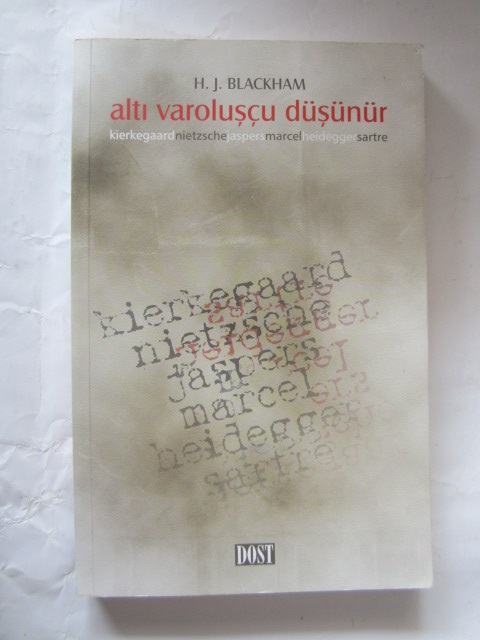 H. J. BLACKHAM
altı varoluşçu düşünür
kierkegaardnietzschejaspersmarcelheideggersartre
kierkegaard
nietzsche
jaspers
marcel
heidegger
sartre
DOST